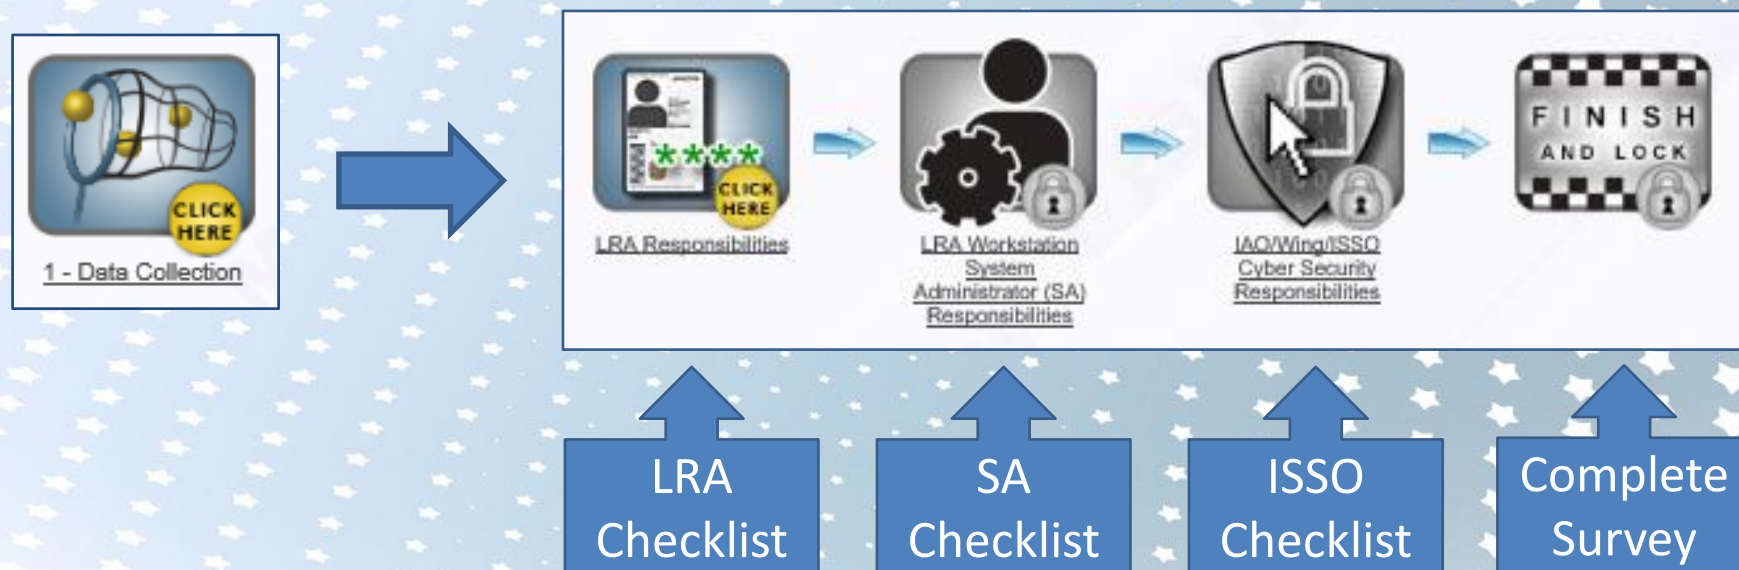 CLICK
HERE
1 - Data Collection
****
CLICK
HERE
LRA Responsibilities
LRA Workstation
System
Administrator (SA)
Responsibilities
IAO/Wing/ISSO
Cyber Security
Responsibilities
FINISH
AND LOCK
LRA
Checklist
SA
Checklist
ISSO
Checklist
Complete
Survey